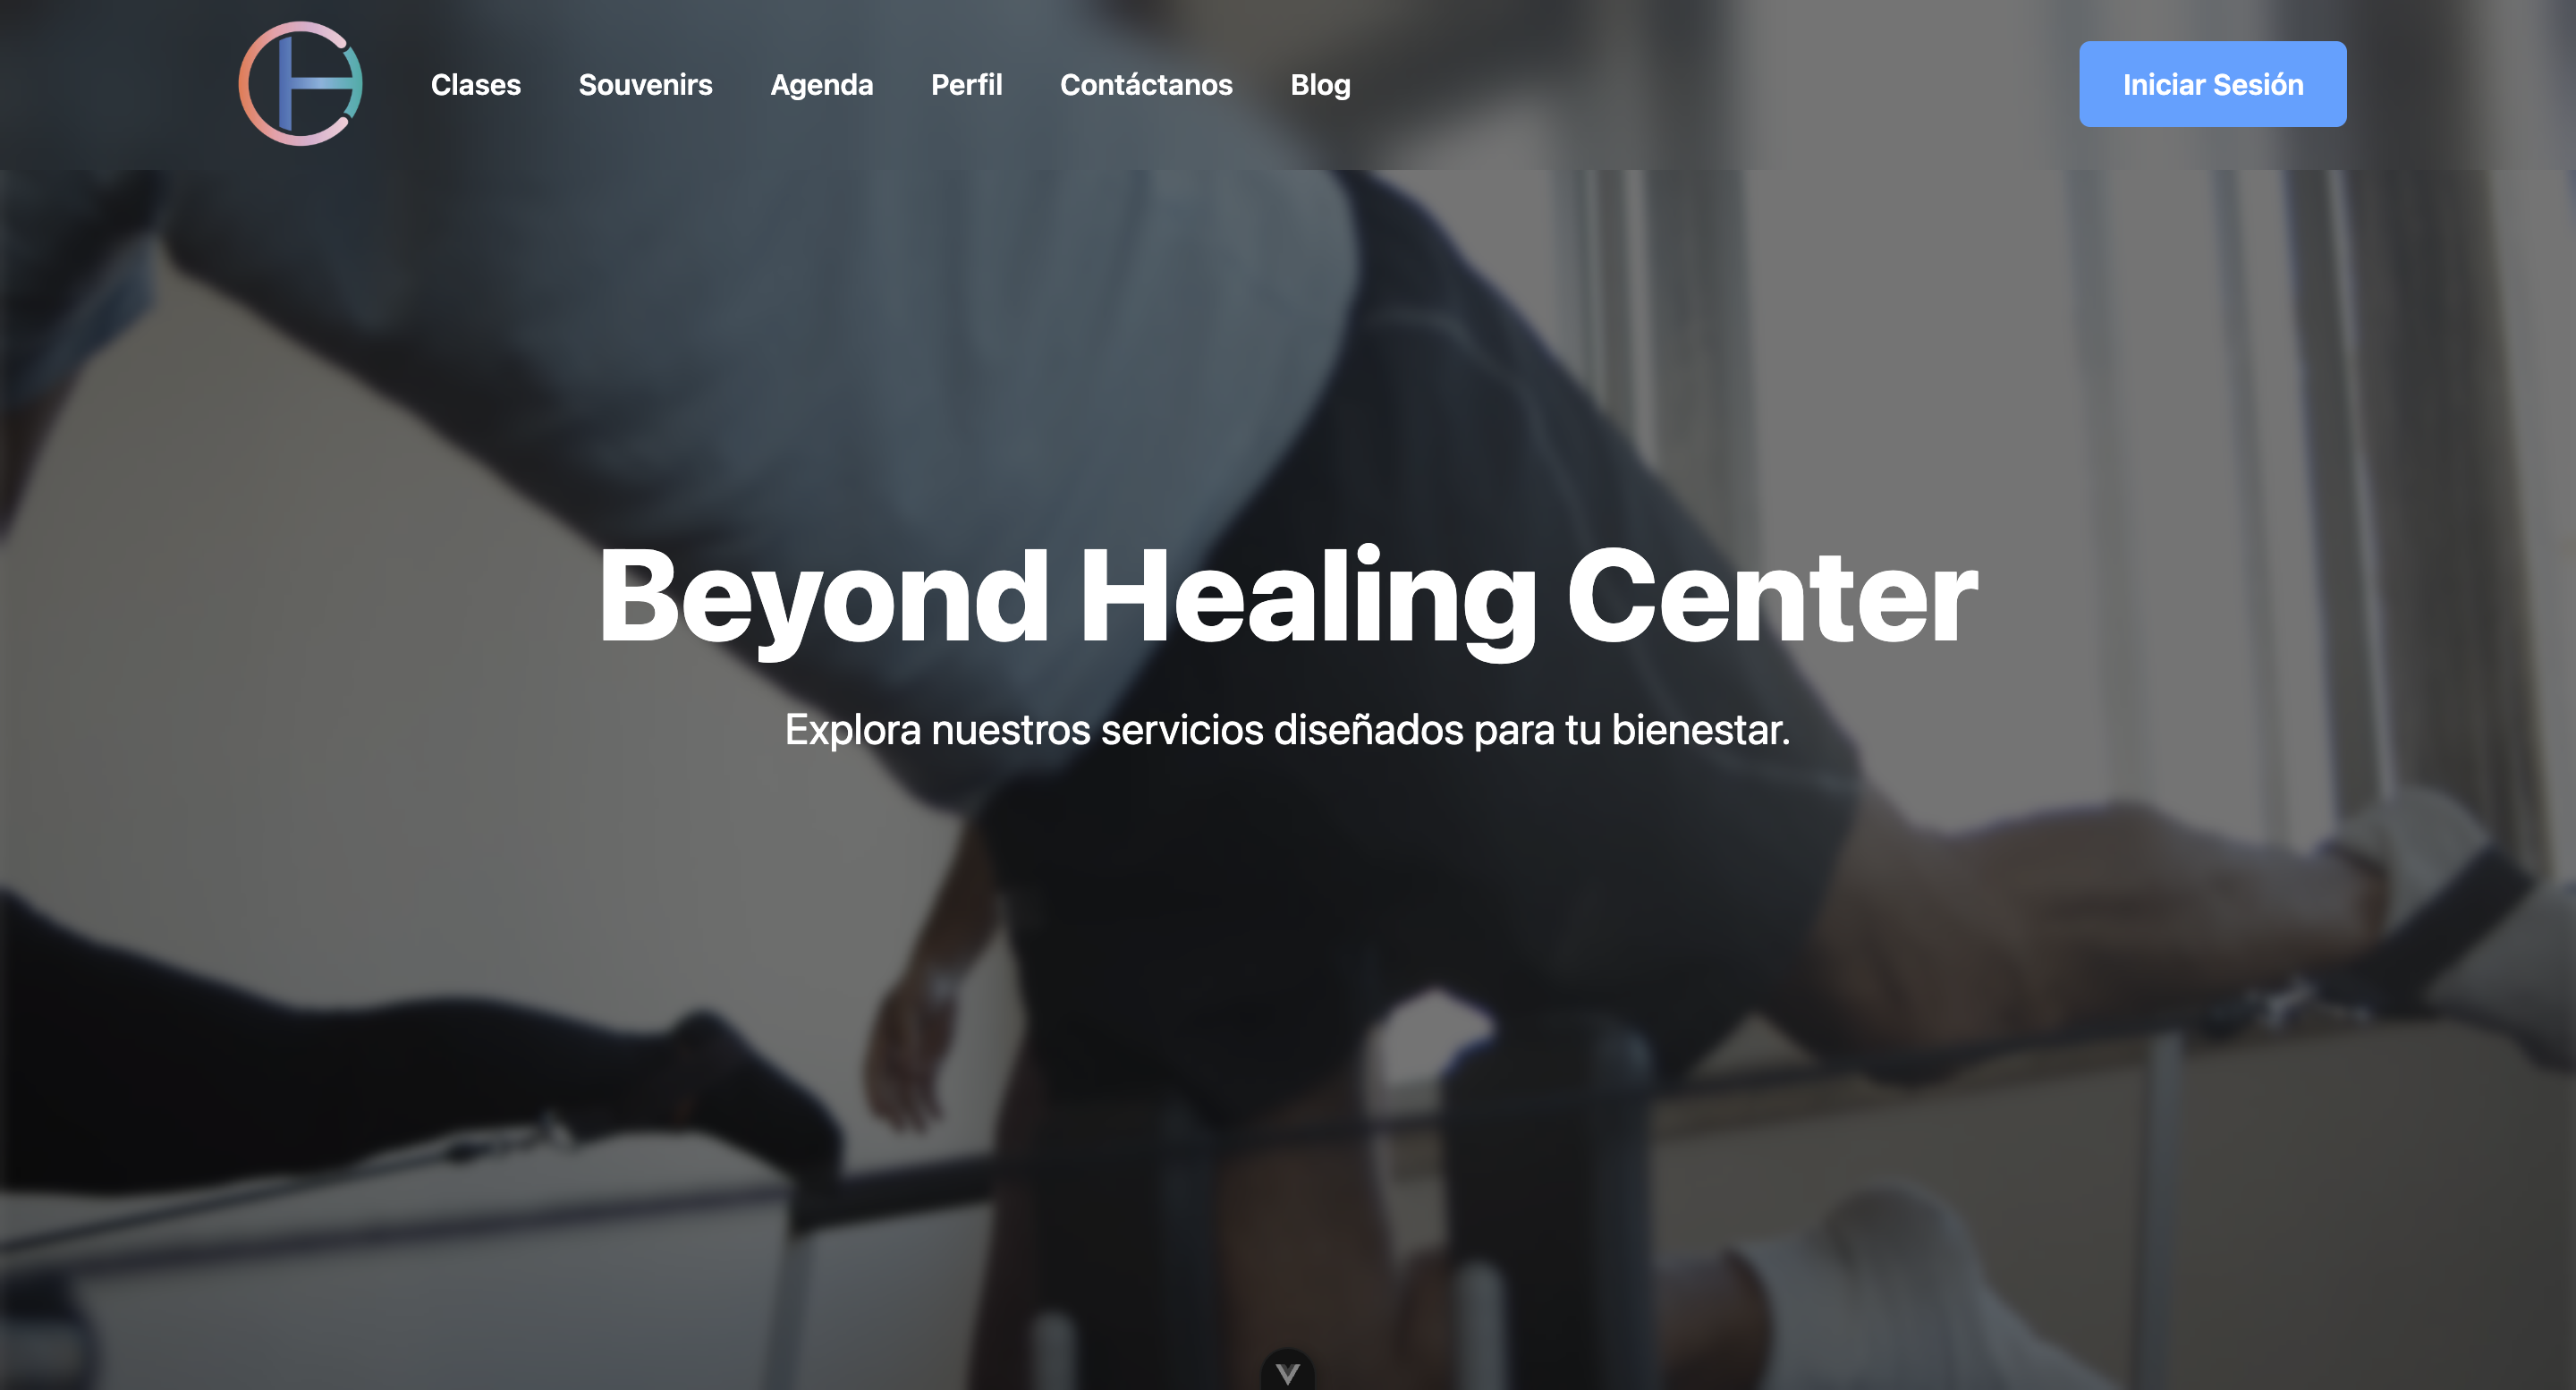 Clases Souvenirs Agenda Perfil Contáctanos Blog Iniciar Sesión
Beyond Healing Center
Explora nuestros servicios diseñados para tu bienestar.